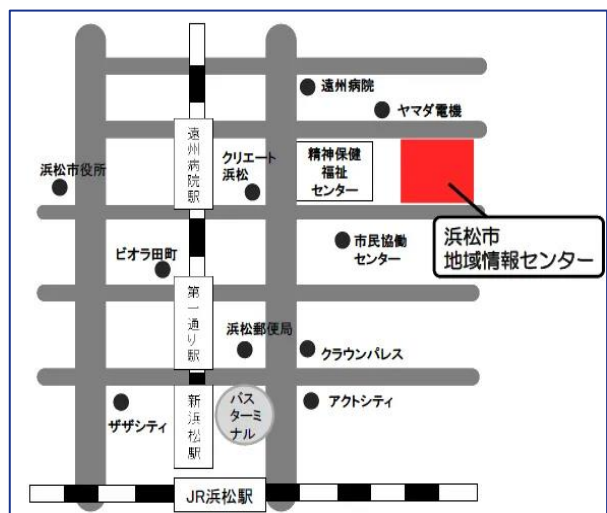 遠州病院
ヤマダ電機
遠州病院駅
クリエート
浜松
精神保健
福祉
センター
浜松市役所
浜松市
地域情報センター
市民協働
センター
ビオラ田町
第一通り駅
浜松郵便局
クラウンパレス
新浜松駅
バス
ターミ
ナル
アクトシティ
ザザシティ
JR浜松駅